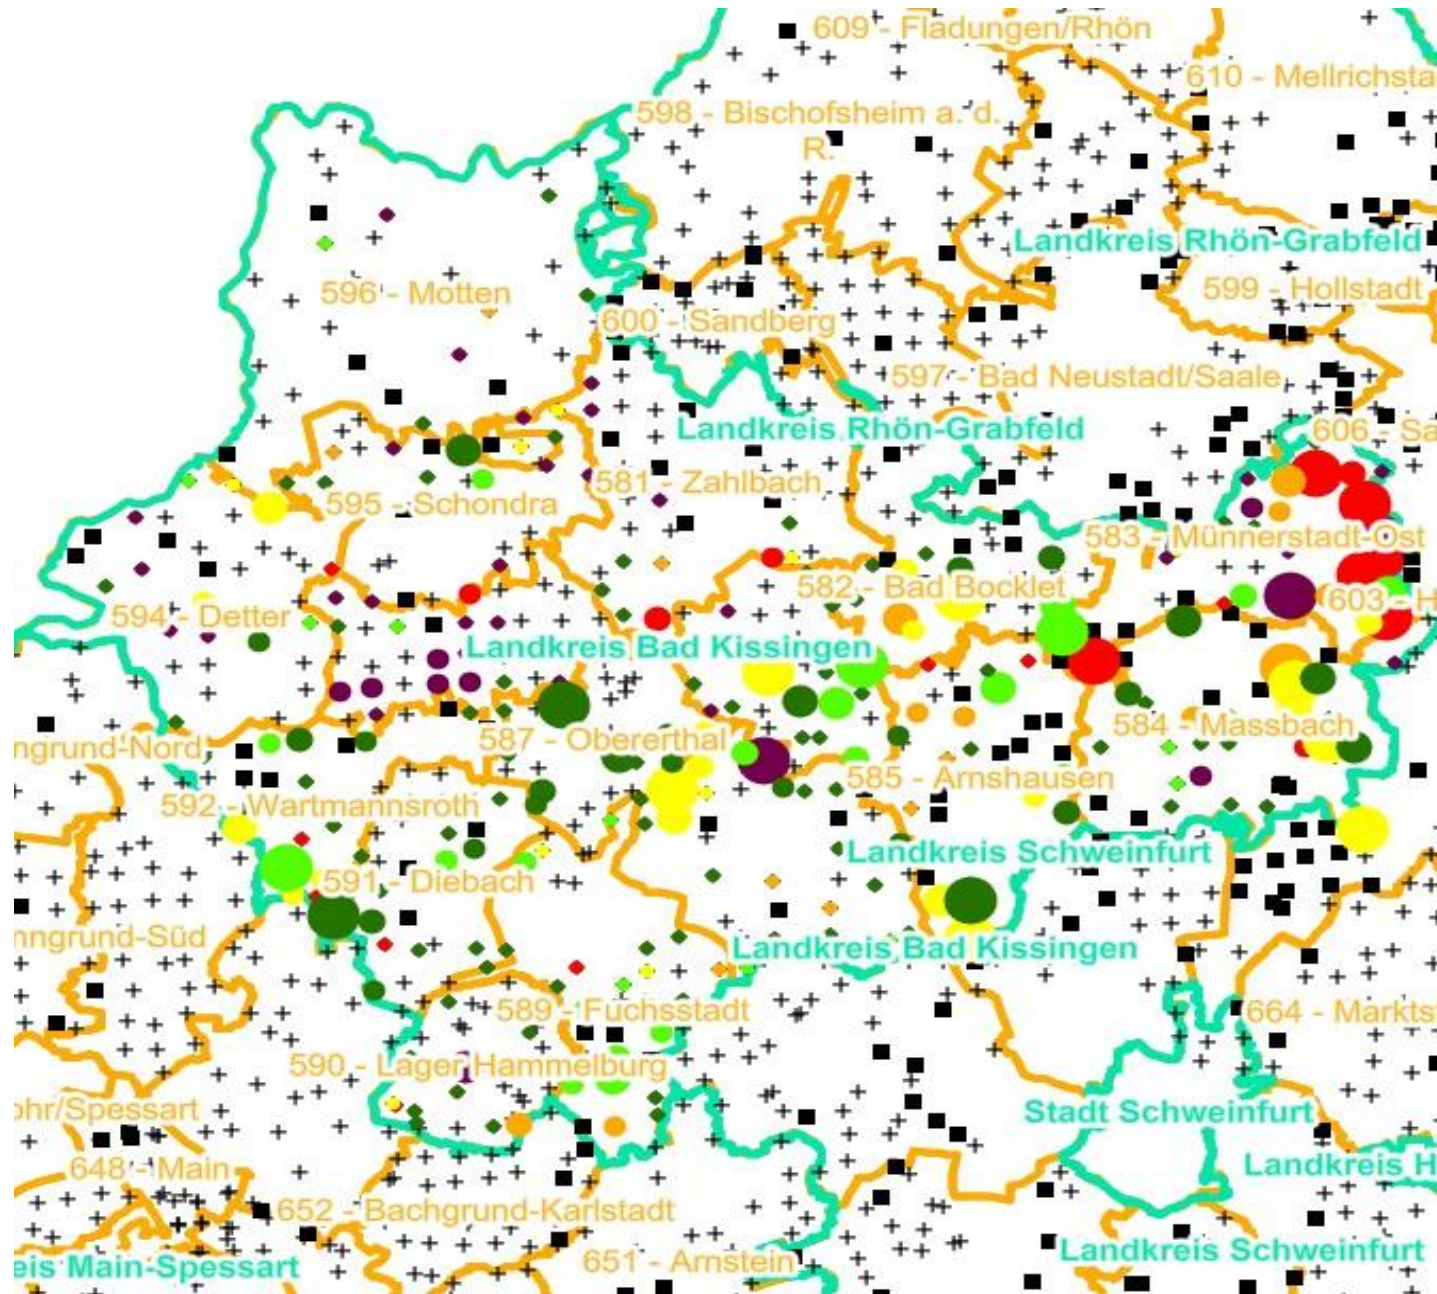 609 - Fladungen/Rhön
610 - Mellrichsta
598 - Bischofsheim a. d.
R.
Landkreis Rhön-Grabfeld
596 - Motten
599 - Hollstadt
600 - Sandberg
597 - Bad Neustadt/Saale
Landkreis Rhön-Grabfeld
606 - Sa
581 - Zahlbach
595 - Schondra
583 - Münnerstadt-Ost
582 - Bad Bocklet
603 - H
594 - Detter
Landkreis Bad Kissingen
584 - Massbach
587 - Oberethal
ngrund-Nord
585 - Arnshausen
592 - Wartmannsroth
Landkreis Schweinfurt
591 - Diebach
nngrund-Süd
Landkreis Bad Kissingen
589 - Fuchsstadt
664 - Markts
590 - Lager Hammelburg
ohr/Spessart
Stadt Schweinfurt
648 - Main
Landkreis H
652 - Bachgrund-Karlstadt
Landkreis Schweinfurt
651 - Arnstein
eis Main-Spessart